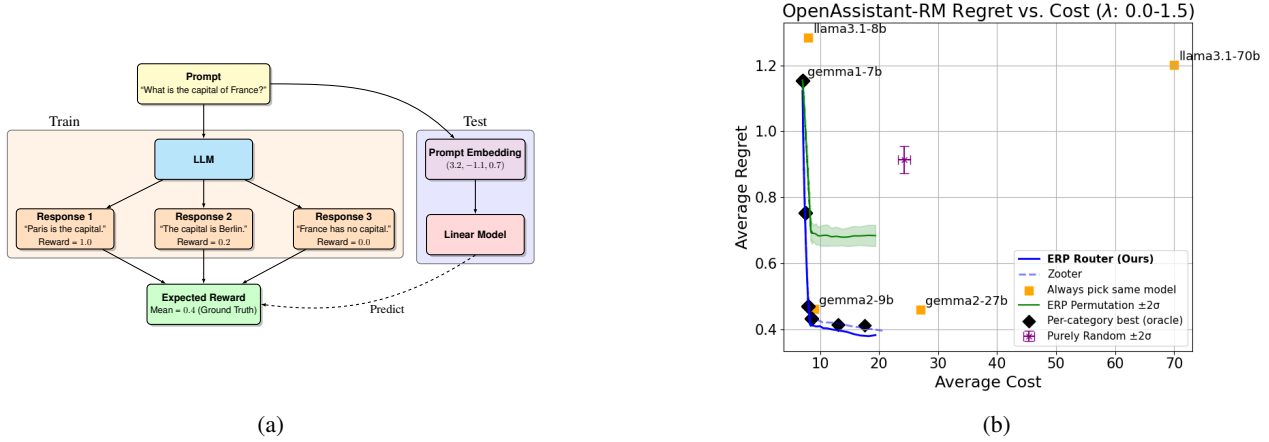 Prompt
"What is the capital of France?"
Train
Test
LLM
Prompt Embedding
(3.2, −1.1, 0.7)
Response 1
"Paris is the capital."
Reward = 1.0
Response 2
"The capital is Berlin."
Reward = 0.2
Response 3
"France has no capital."
Reward = 0.0
Linear Model
Expected Reward
Mean = 0.4 (Ground Truth)
Predict
(a)
OpenAssistant-RM Regret vs. Cost (λ: 0.0-1.5)
llama3.1-8b
llama3.1-70b
gemma1-7b
gemma2-9b
gemma2-27b
Average Regret
1.2
1.0
0.8
0.6
0.4
ERP Router (Ours)
Zooter
Always pick same model
ERP Permutation ±2σ
Per-category best (oracle)
Purely Random ±2σ
10 20 30 40 50 60 70
Average Cost
(b)